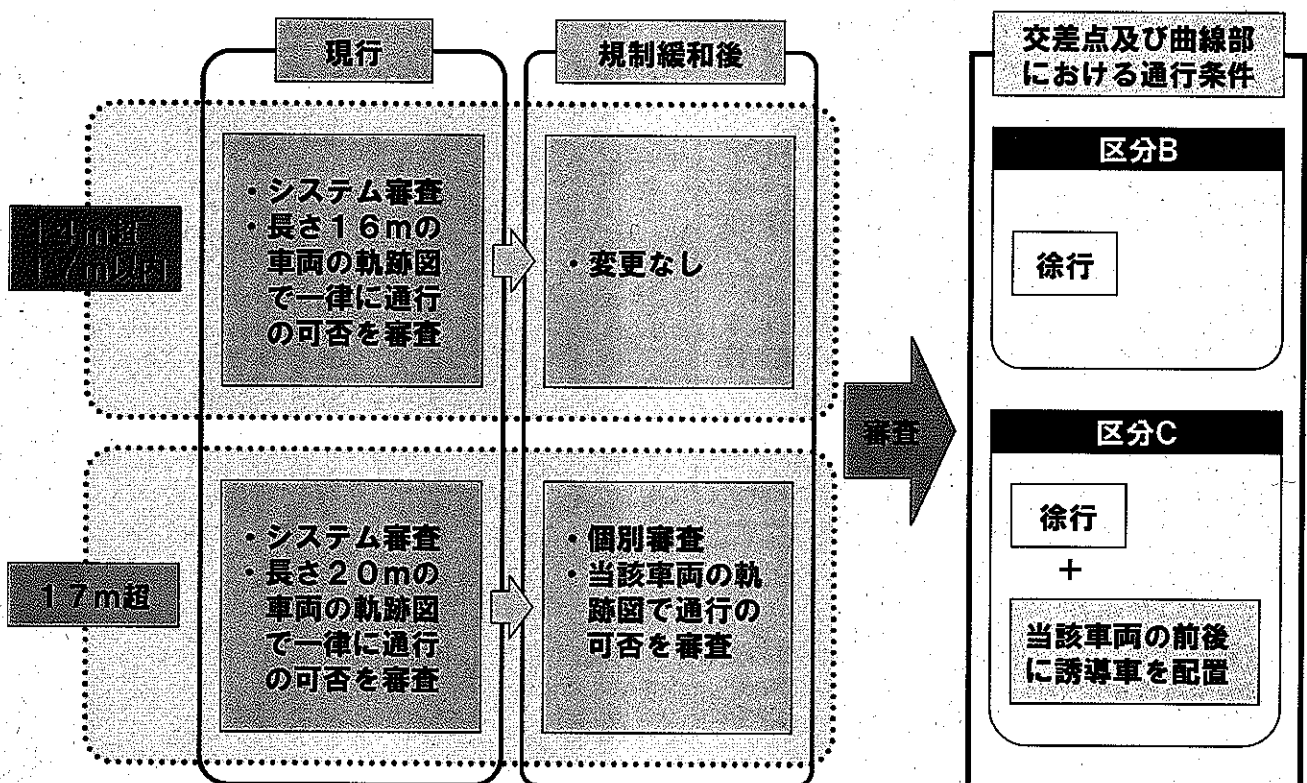 現行
規制緩和後
交差点及び曲線部
における通行条件
・システム審査
・長さ16mの
車両の軌跡図
で一律に通行
の可否を審査
・変更なし
区分B
徐行
審査
区分C
17m超
・システム審査
・長さ20mの
車両の軌跡図
で一律に通行
の可否を審査
・個別審査
・当該車両の軌
跡図で通行の
可否を審査
徐行
+
当該車両の前後
に誘導車を配置